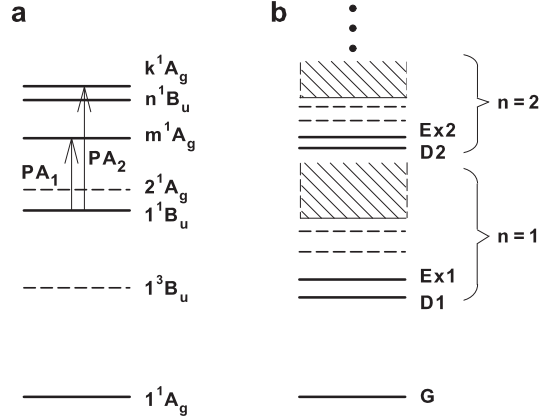 a
k¹A_g
n¹B_u
m¹A_g
PA₁
PA₂
2¹A_g
1¹B_u
1³B_u
1¹A_g
b
Ex2
D2
n = 2
n = 1
Ex1
D1
G